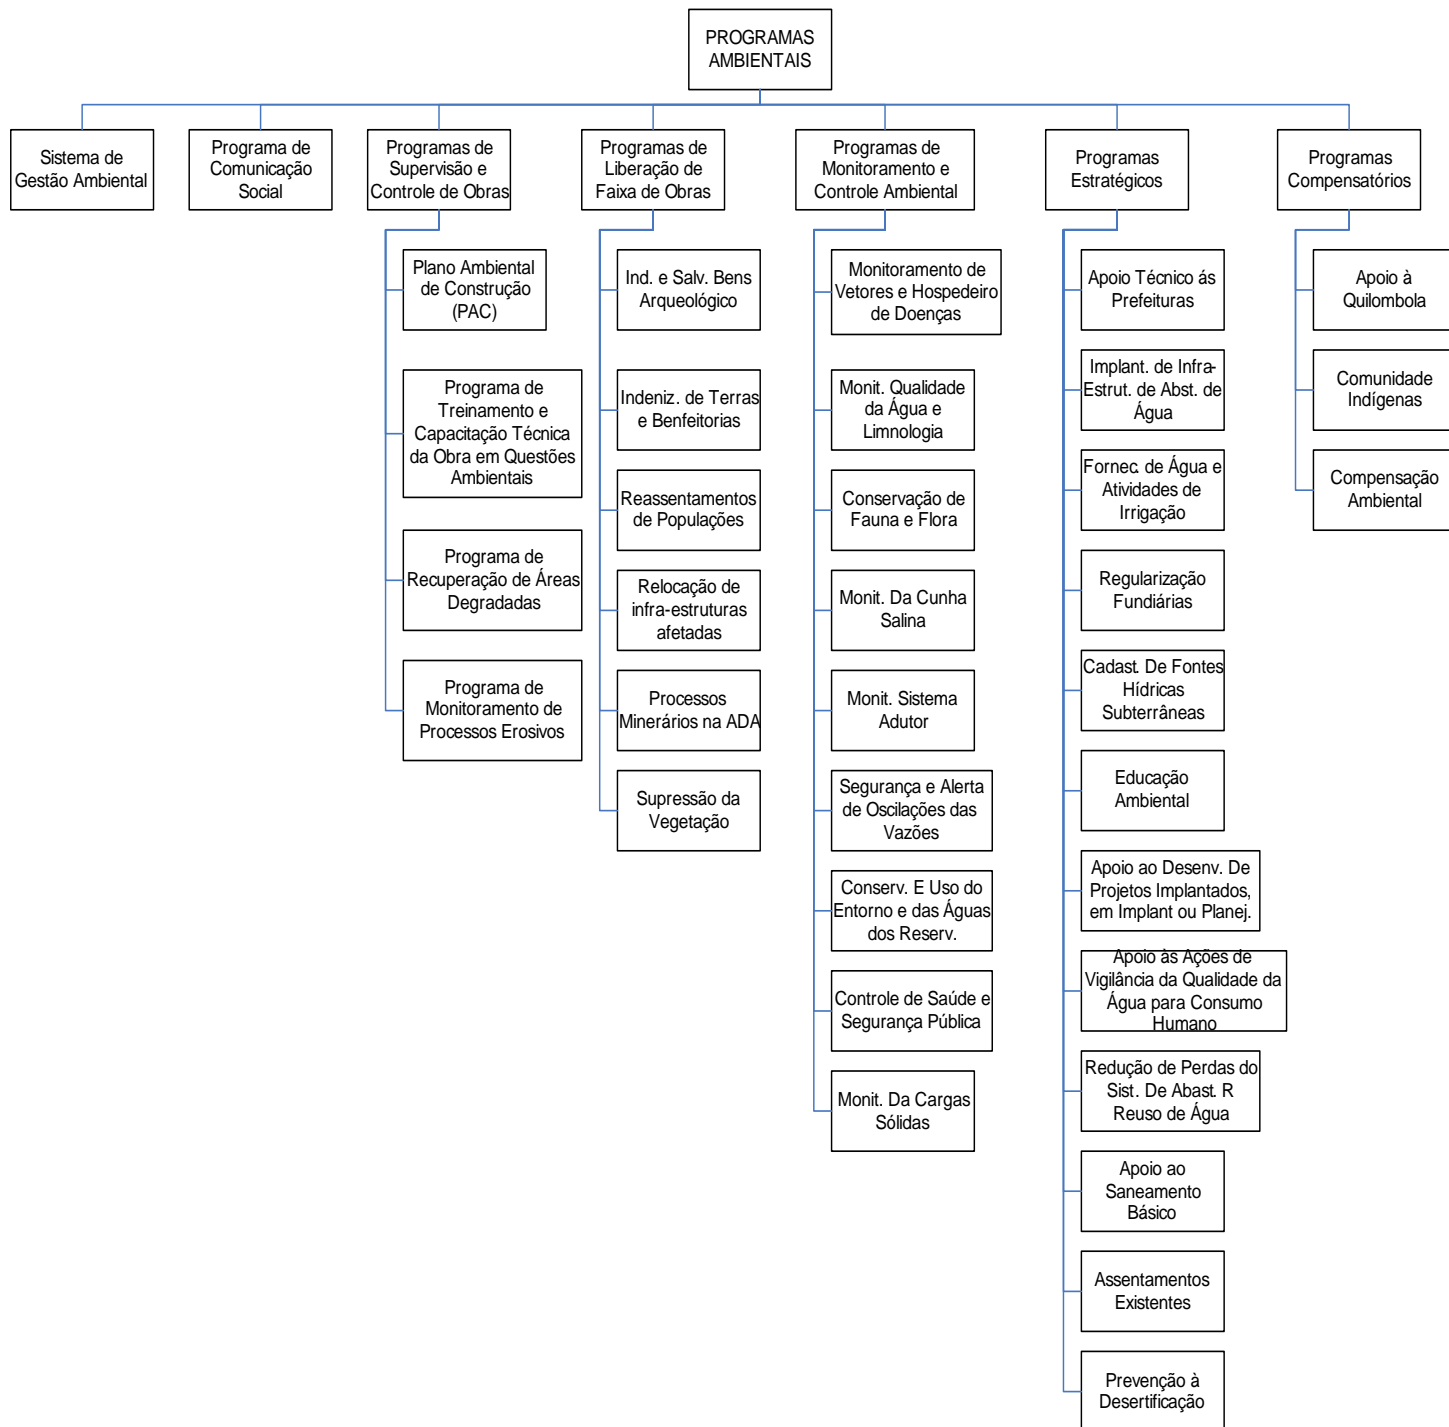 PROGRAMAS
AMBIENTAIS
Sistema de
Gestão Ambiental
Programa de
Comunicação
Social
Programas de
Supervisão e
Controle de Obras
Programas de
Liberação de
Faixa de Obras
Programas de
Monitoramento e
Controle Ambiental
Programas
Estratégicos
Programas
Compensatórios
Plano Ambiental
de Construção
(PAC)
Programa de
Treinamento e
Capacitação Técnica
da Obra em Questões
Ambientais
Programa de
Recuperação de Áreas
Degradadas
Programa de
Monitoramento de
Processos Erosivos
Ind. e Salv. Bens
Arqueológico
Indeniz. de Terras
e Benfeitorias
Reassentamentos
de Populações
Relocação de
infra-estruturas
afetadas
Processos
Minerários na ADA
Supressão da
Vegetação
Monitoramento de
Vetores e Hospedeiro
de Doenças
Monit. Qualidade
da Água e
Limnologia
Conservação de
Fauna e Flora
Monit. Da Cunha
Salina
Monit. Sistema
Adutor
Segurança e Alerta
de Oscilações das
Vazões
Conserv. E Uso do
Entorno e das Águas
dos Reserv.
Controle de Saúde e
Segurança Pública
Monit. Da Cargas
Sólidas
Apoio Técnico ás
Prefeituras
Implant. de Infra-
Estrut. de Abst. de
Água
Fornec. de Água e
Atividades de
Irrigação
Regularização
Fundiárias
Cadast. De Fontes
Hídricas
Subterrâneas
Educação
Ambiental
Apoio ao Desenv. De
Projetos Implantados,
em Implant ou Planej.
Apoio às Ações de
Vigilância da Qualidade da
Água para Consumo
Humano
Redução de Perdas do
Sist. De Abast. R
Reuso de Água
Apoio ao
Saneamento
Básico
Assentamentos
Existentes
Prevenção à
Desertificação
Apoio à
Quilombola
Comunidade
Indígenas
Compensação
Ambiental